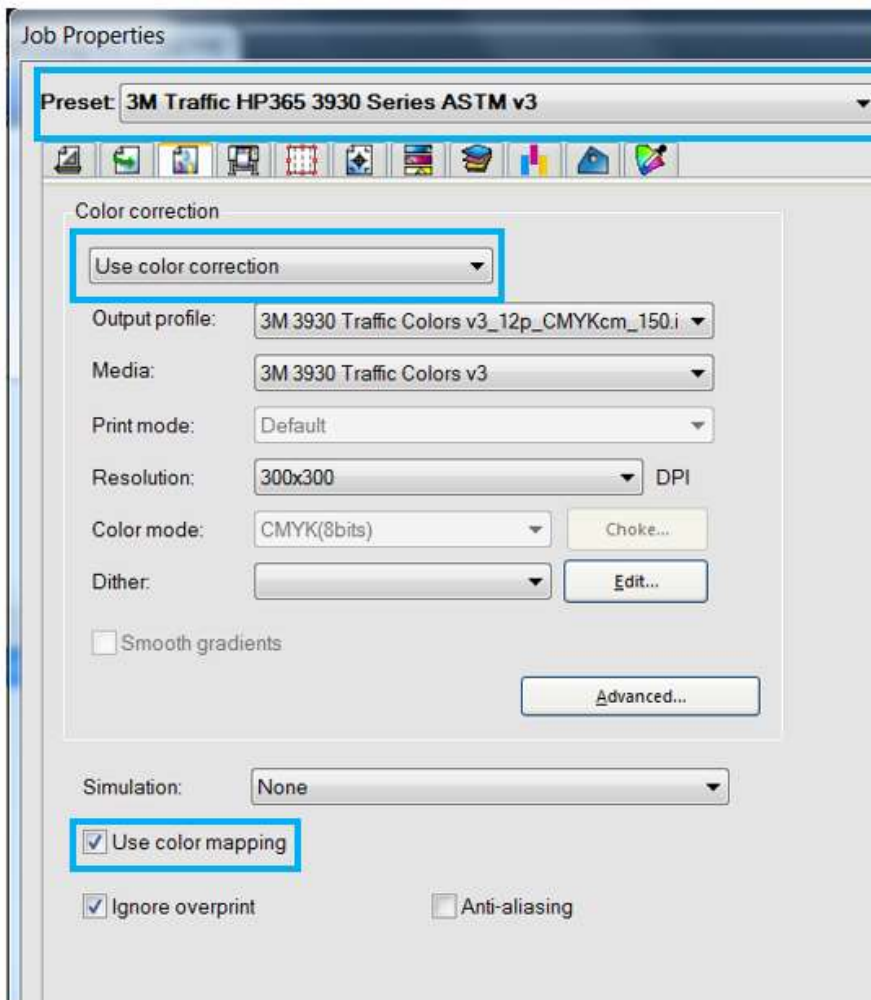 Job Properties
Preset: 3M Traffic HP365 3930 Series ASTM v3
Color correction
Use color correction
Output profile: 3M 3930 Traffic Colors v3_12p_CMYKcm_150.i
Media: 3M 3930 Traffic Colors v3
Print mode: Default
Resolution: 300x300 DPI
Color mode: CMYK(8bits) Choke...
Dither: Edit...
Smooth gradients
Advanced...
Simulation: None
Use color mapping
Ignore overprint Anti-aliasing